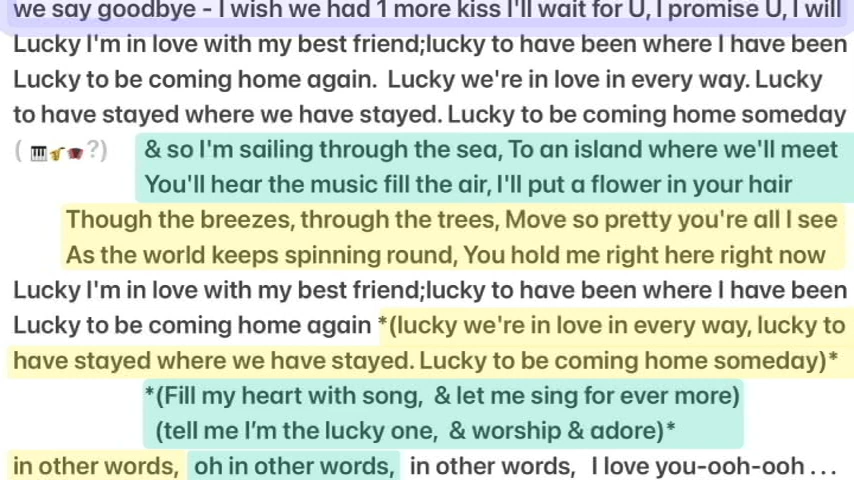 we say goodbye - I wish we had 1 more kiss I'll wait for U, I promise U, I will
Lucky I'm in love with my best friend;lucky to have been where I have been
Lucky to be coming home again. Lucky we're in love in every way. Lucky
to have stayed where we have stayed. Lucky to be coming home someday
( 🎹🎷🪗?) & so I'm sailing through the sea, To an island where we'll meet
You'll hear the music fill the air, I'll put a flower in your hair
Though the breezes, through the trees, Move so pretty you're all I see
As the world keeps spinning round, You hold me right here right now
Lucky I'm in love with my best friend;lucky to have been where I have been
Lucky to be coming home again *(lucky we're in love in every way, lucky to
have stayed where we have stayed. Lucky to be coming home someday)*
*(Fill my heart with song, & let me sing for ever more)
(tell me I’m the lucky one, & worship & adore)*
in other words, oh in other words, in other words, I love you-ooh-ooh ...